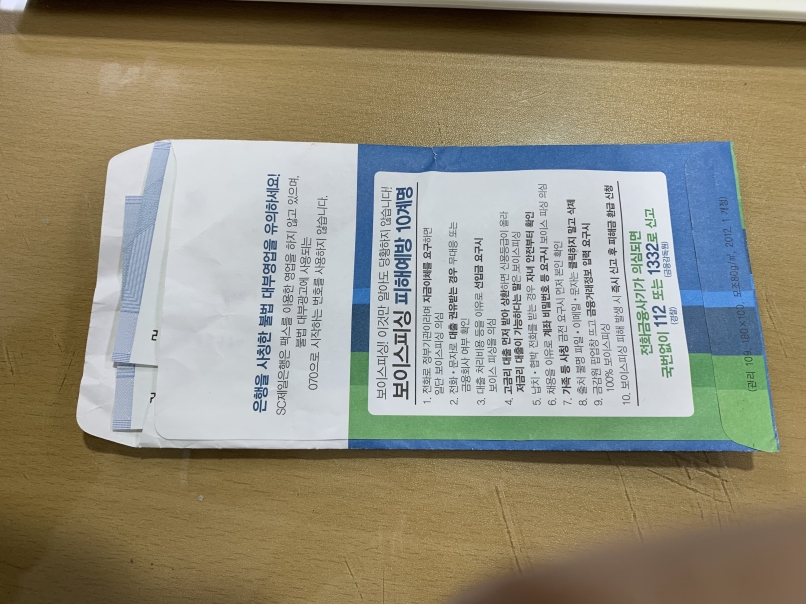 은행을 사칭한 불법 대부영업을 유의하세요!
SC제일은행은 팩스를 이용한 영업을 하지 않고 있으며,
불법 대부광고에 사용되는
070으로 시작하는 번호를 사용하지 않습니다.
보이스피싱! 이것만 알아도 당황하지 않습니다!
보이스피싱 피해예방 10계명
1. 전화로 정부기관이라며 자금이체를 요구하면
일단 보이스피싱 의심
2. 전화·문자로 대출 권유받는 경우 무대응 또는
금융회사 여부 확인
3. 대출 처리비용 등을 이유로 선입금 요구시
보이스 피싱을 의심
4. 고금리 대출 먼저 받아 상환하면 신용등급이 올라
저금리 대출이 가능하다는 말은 보이스피싱
5. 납치·협박 전화를 받는 경우 자녀 안전부터 확인
6. 채용을 이유로 계좌 비밀번호 등 요구시 보이스 피싱 의심
7. 가족 등 사칭 금전 요구시 먼저 본인 확인
8. 출처 불명 파일·이메일·문자는 클릭하지 말고 삭제
9. 금감원 팝업창 뜨고 금융거래정보 입력 요구시
100% 보이스피싱
10. 보이스피싱 피해 발생 시 즉시 신고 후 피해금 환급 신청
전화금융사기가 의심되면
국번없이 112 또는 1332로 신고
(경찰) (금융감독원)
(관리 109. 모조80g/㎡, 2012. 1 개정)